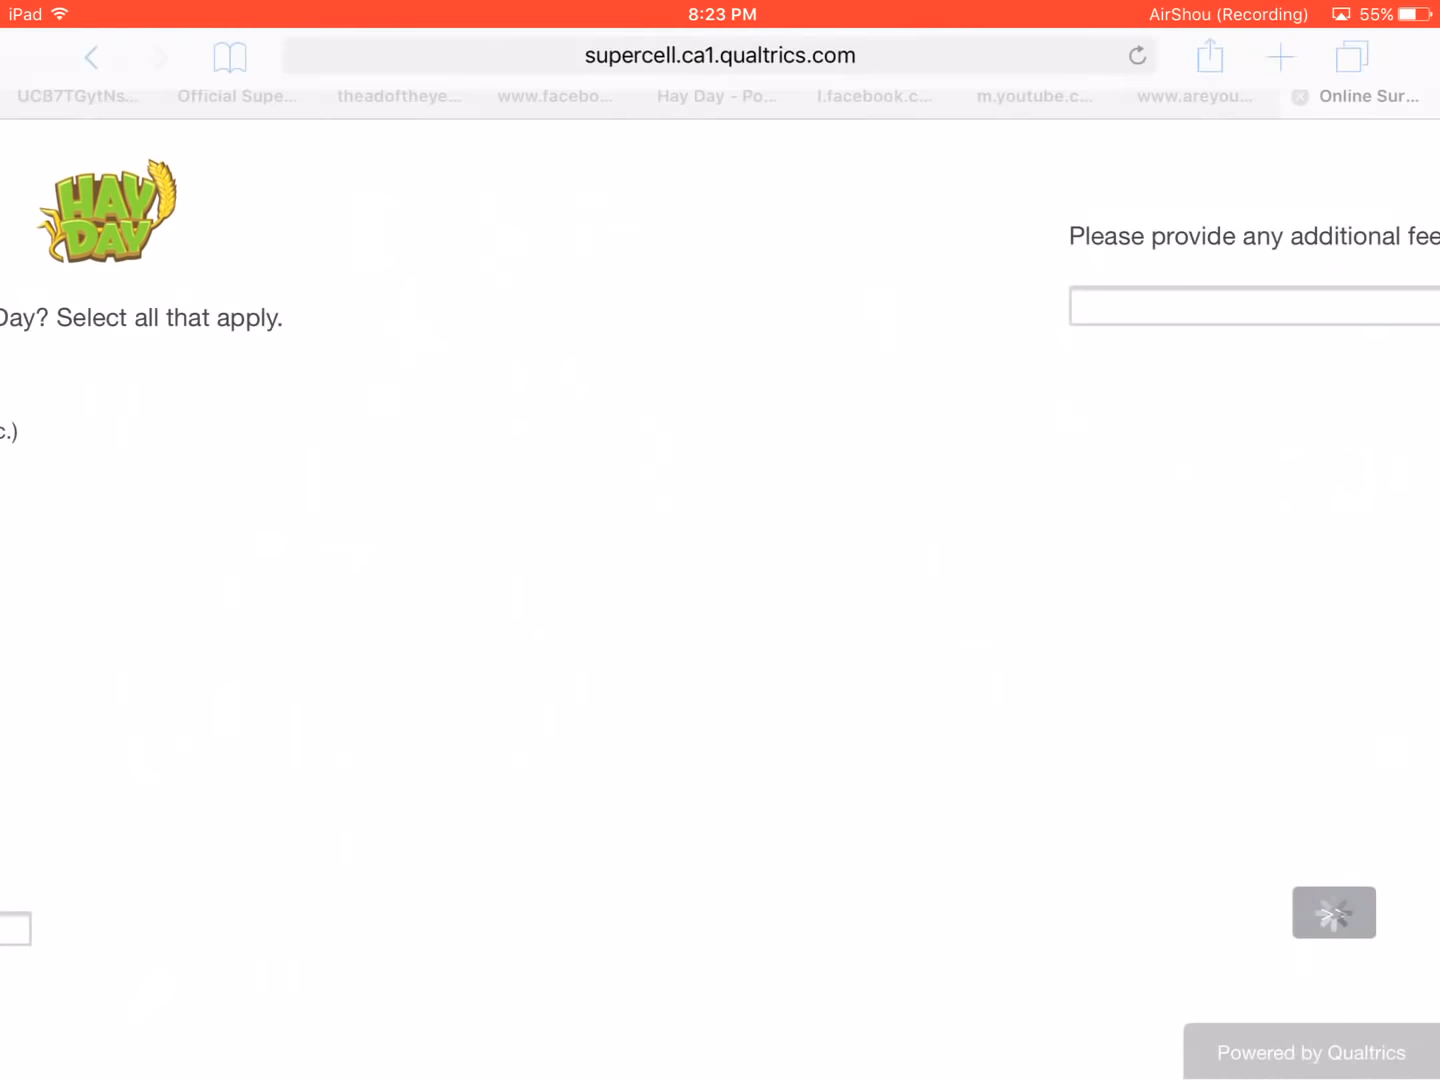 iPad 8:23 PM AirShou (Recording) 55%
supercell.ca1.qualtrics.com
UCB7TGytNs... Official Supe... theadoftheye... www.facebo... Hay Day - Po... l.facebook.c... m.youtube.c... www.areyou... Online Sur...
HAY
DAY
Please provide any additional fee
Day? Select all that apply.
c.)
>>
Powered by Qualtrics